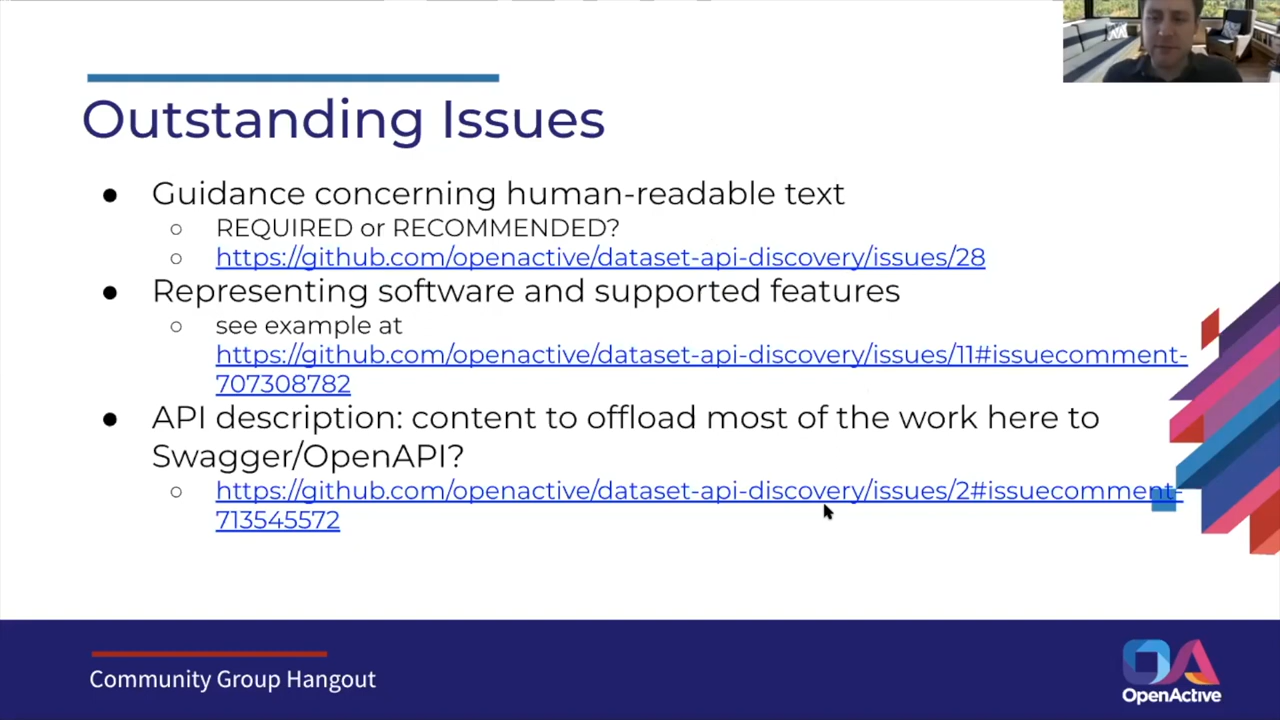 Outstanding Issues
● Guidance concerning human-readable text
○ REQUIRED or RECOMMENDED?
○ https://github.com/openactive/dataset-api-discovery/issues/28
● Representing software and supported features
○ see example at
https://github.com/openactive/dataset-api-discovery/issues/11#issuecomment-
707308782
● API description: content to offload most of the work here to
Swagger/OpenAPI?
○ https://github.com/openactive/dataset-api-discovery/issues/2#issuecomment-
713545572
Community Group Hangout
OA
OpenActive